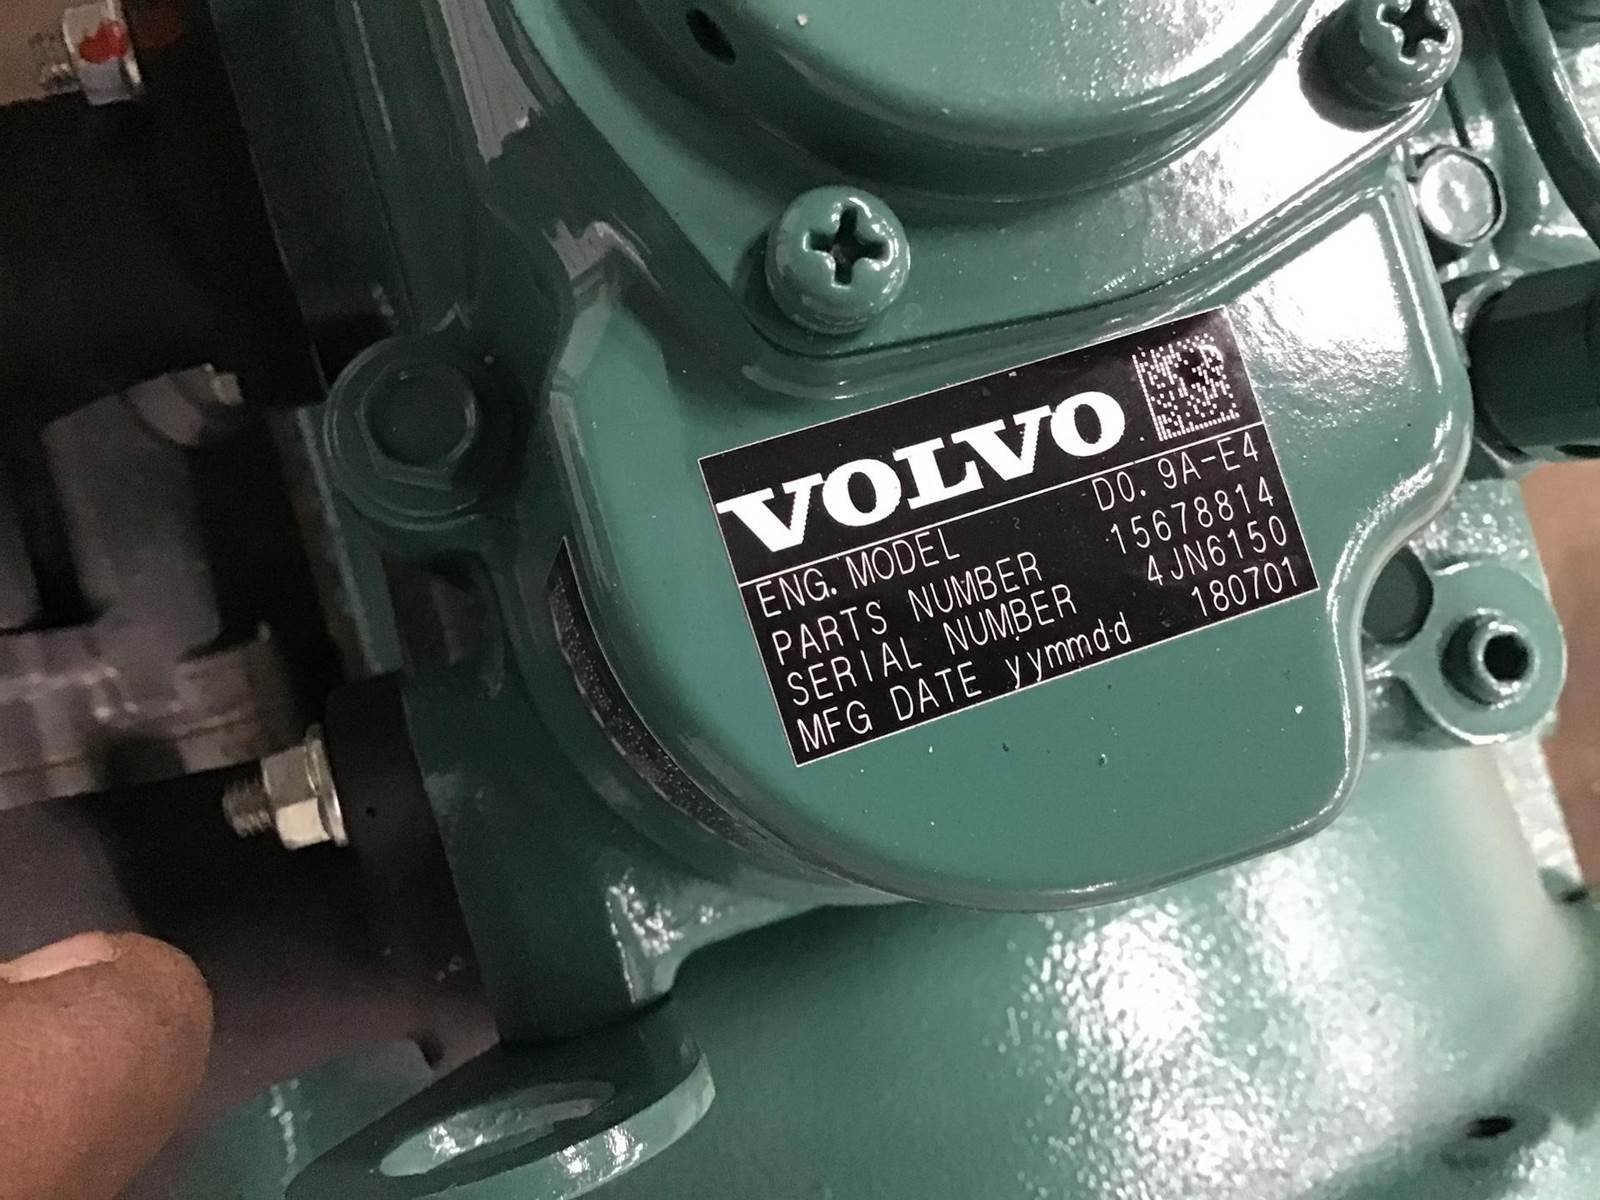 VOLVO
ENG. MODEL D0. 9A-E4
PARTS NUMBER 15678814
SERIAL NUMBER 4JN6150
MFG DATE yymmdd 180701